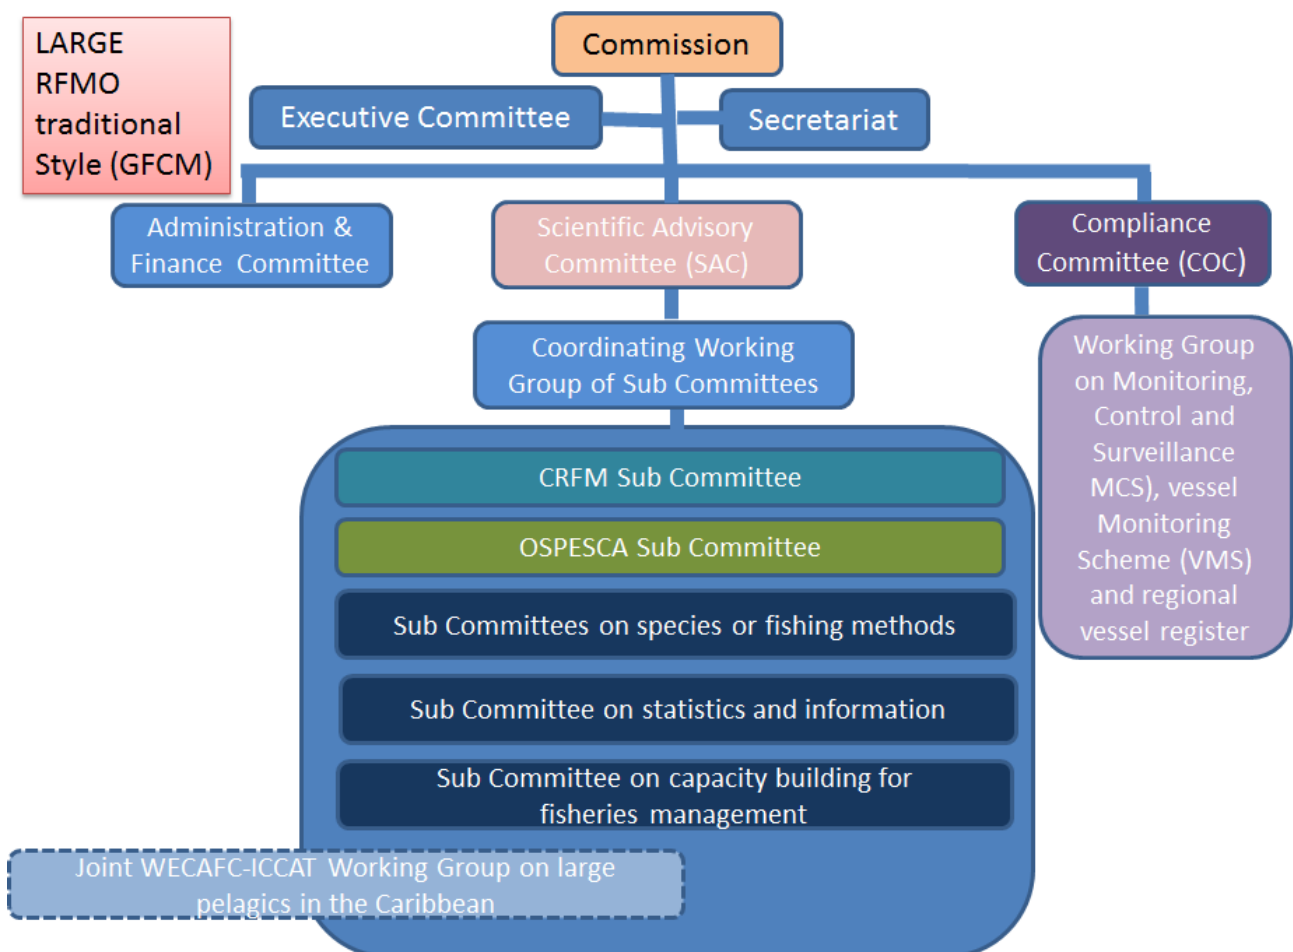 LARGE
RFMO
traditional
Style (GFCM)
Commission
Executive Committee
Secretariat
Administration &
Finance Committee
Scientific Advisory
Committee (SAC)
Compliance
Committee (COC)
Coordinating Working
Group of Sub Committees
Working Group
on Monitoring,
Control and
Surveillance
MCS), vessel
Monitoring
Scheme (VMS)
and regional
vessel register
CRFM Sub Committee
OSPESCA Sub Committee
Sub Committees on species or fishing methods
Sub Committee on statistics and information
Sub Committee on capacity building for
fisheries management
Joint WECAFC-ICCAT Working Group on large
pelagics in the Caribbean